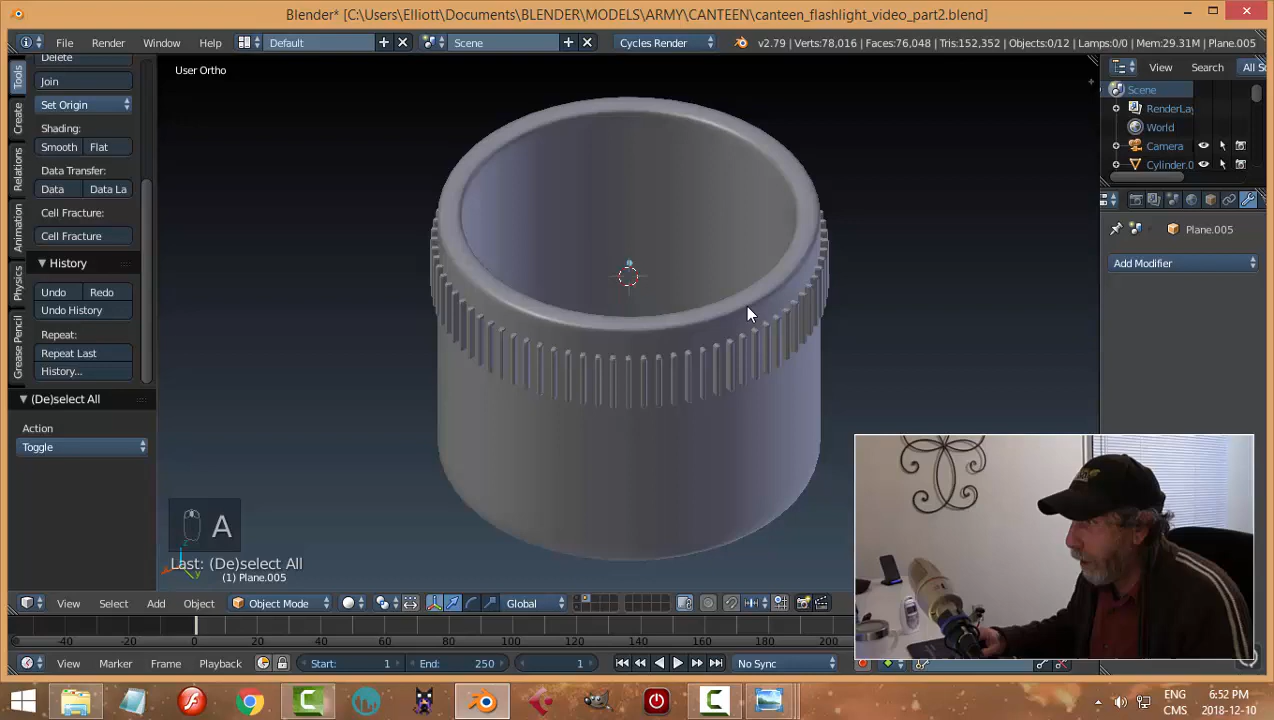 Blender* [C:\Users\Elliott\Documents\BLENDER\MODELS\ARMY\CANTEEN\canteen_flashlight_video_part2.blend]
File Render Window Help Default Scene Cycles Render v2.79 | Verts:78,016 | Faces:76,048 | Tris:152,352 | Objects:0/12 | Lamps:0/0 | Mem:29.31M | Plane.005
Delete
Join
Set Origin
Shading:
Smooth Flat
Data Transfer:
Data Data La
Cell Fracture:
Cell Fracture
History
Undo Redo
Undo History
Repeat:
Repeat Last
History...
(De)select All
Action
Toggle
Tools
Create
Relations
Animation
Physics
Grease Pencil
User Ortho
A
Last: (De)select All
(1) Plane.005
View Select Add Object Object Mode Global
View Search All S
Scene
RenderLay
World
Camera
Cylinder.0
Plane.005
Add Modifier
-40 -20 0 20 40 60 80 100 120 140 160 180 200
View Marker Frame Playback Start: 1 End: 250 1 No Sync
ENG
CMS
6:52 PM
2018-12-10